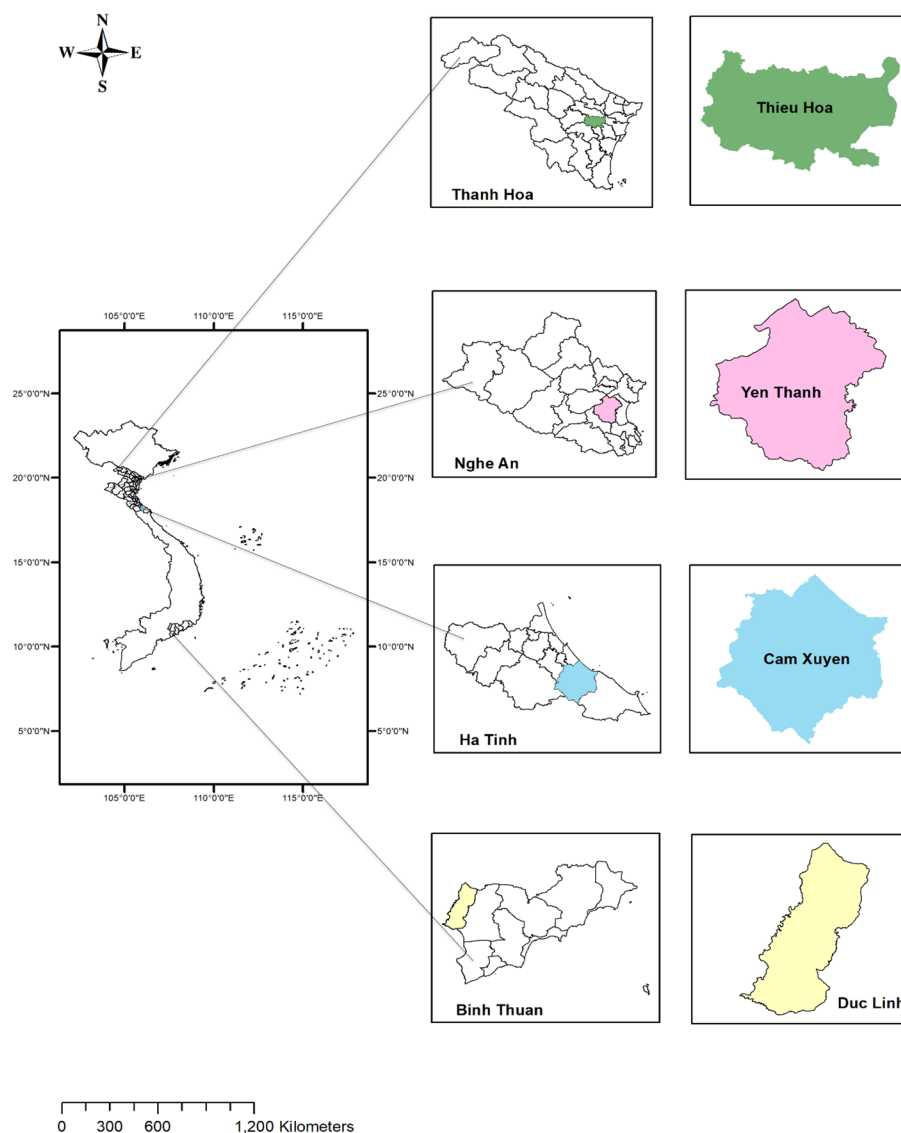 N
W E
S
Thanh Hoa
Thieu Hoa
Nghe An
Yen Thanh
105°0'0"E 110°0'0"E 115°0'0"E
25°0'0"N 25°0'0"N
20°0'0"N 20°0'0"N
15°0'0"N 15°0'0"N
10°0'0"N 10°0'0"N
5°0'0"N 5°0'0"N
105°0'0"E 110°0'0"E 115°0'0"E
Ha Tinh
Cam Xuyen
Binh Thuan
Duc Linh
0 300 600 1,200 Kilometers